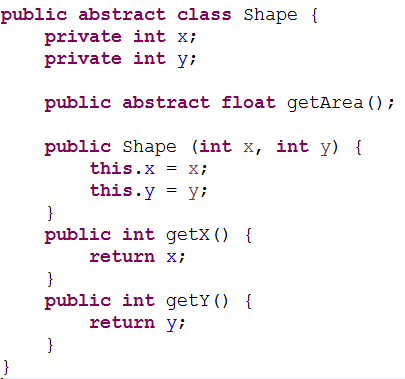 public abstract class Shape {
    private int x;
    private int y;

    public abstract float getArea();

    public Shape (int x, int y) {
        this.x = x;
        this.y = y;
    }
    public int getX() {
        return x;
    }
    public int getY() {
        return y;
    }
}